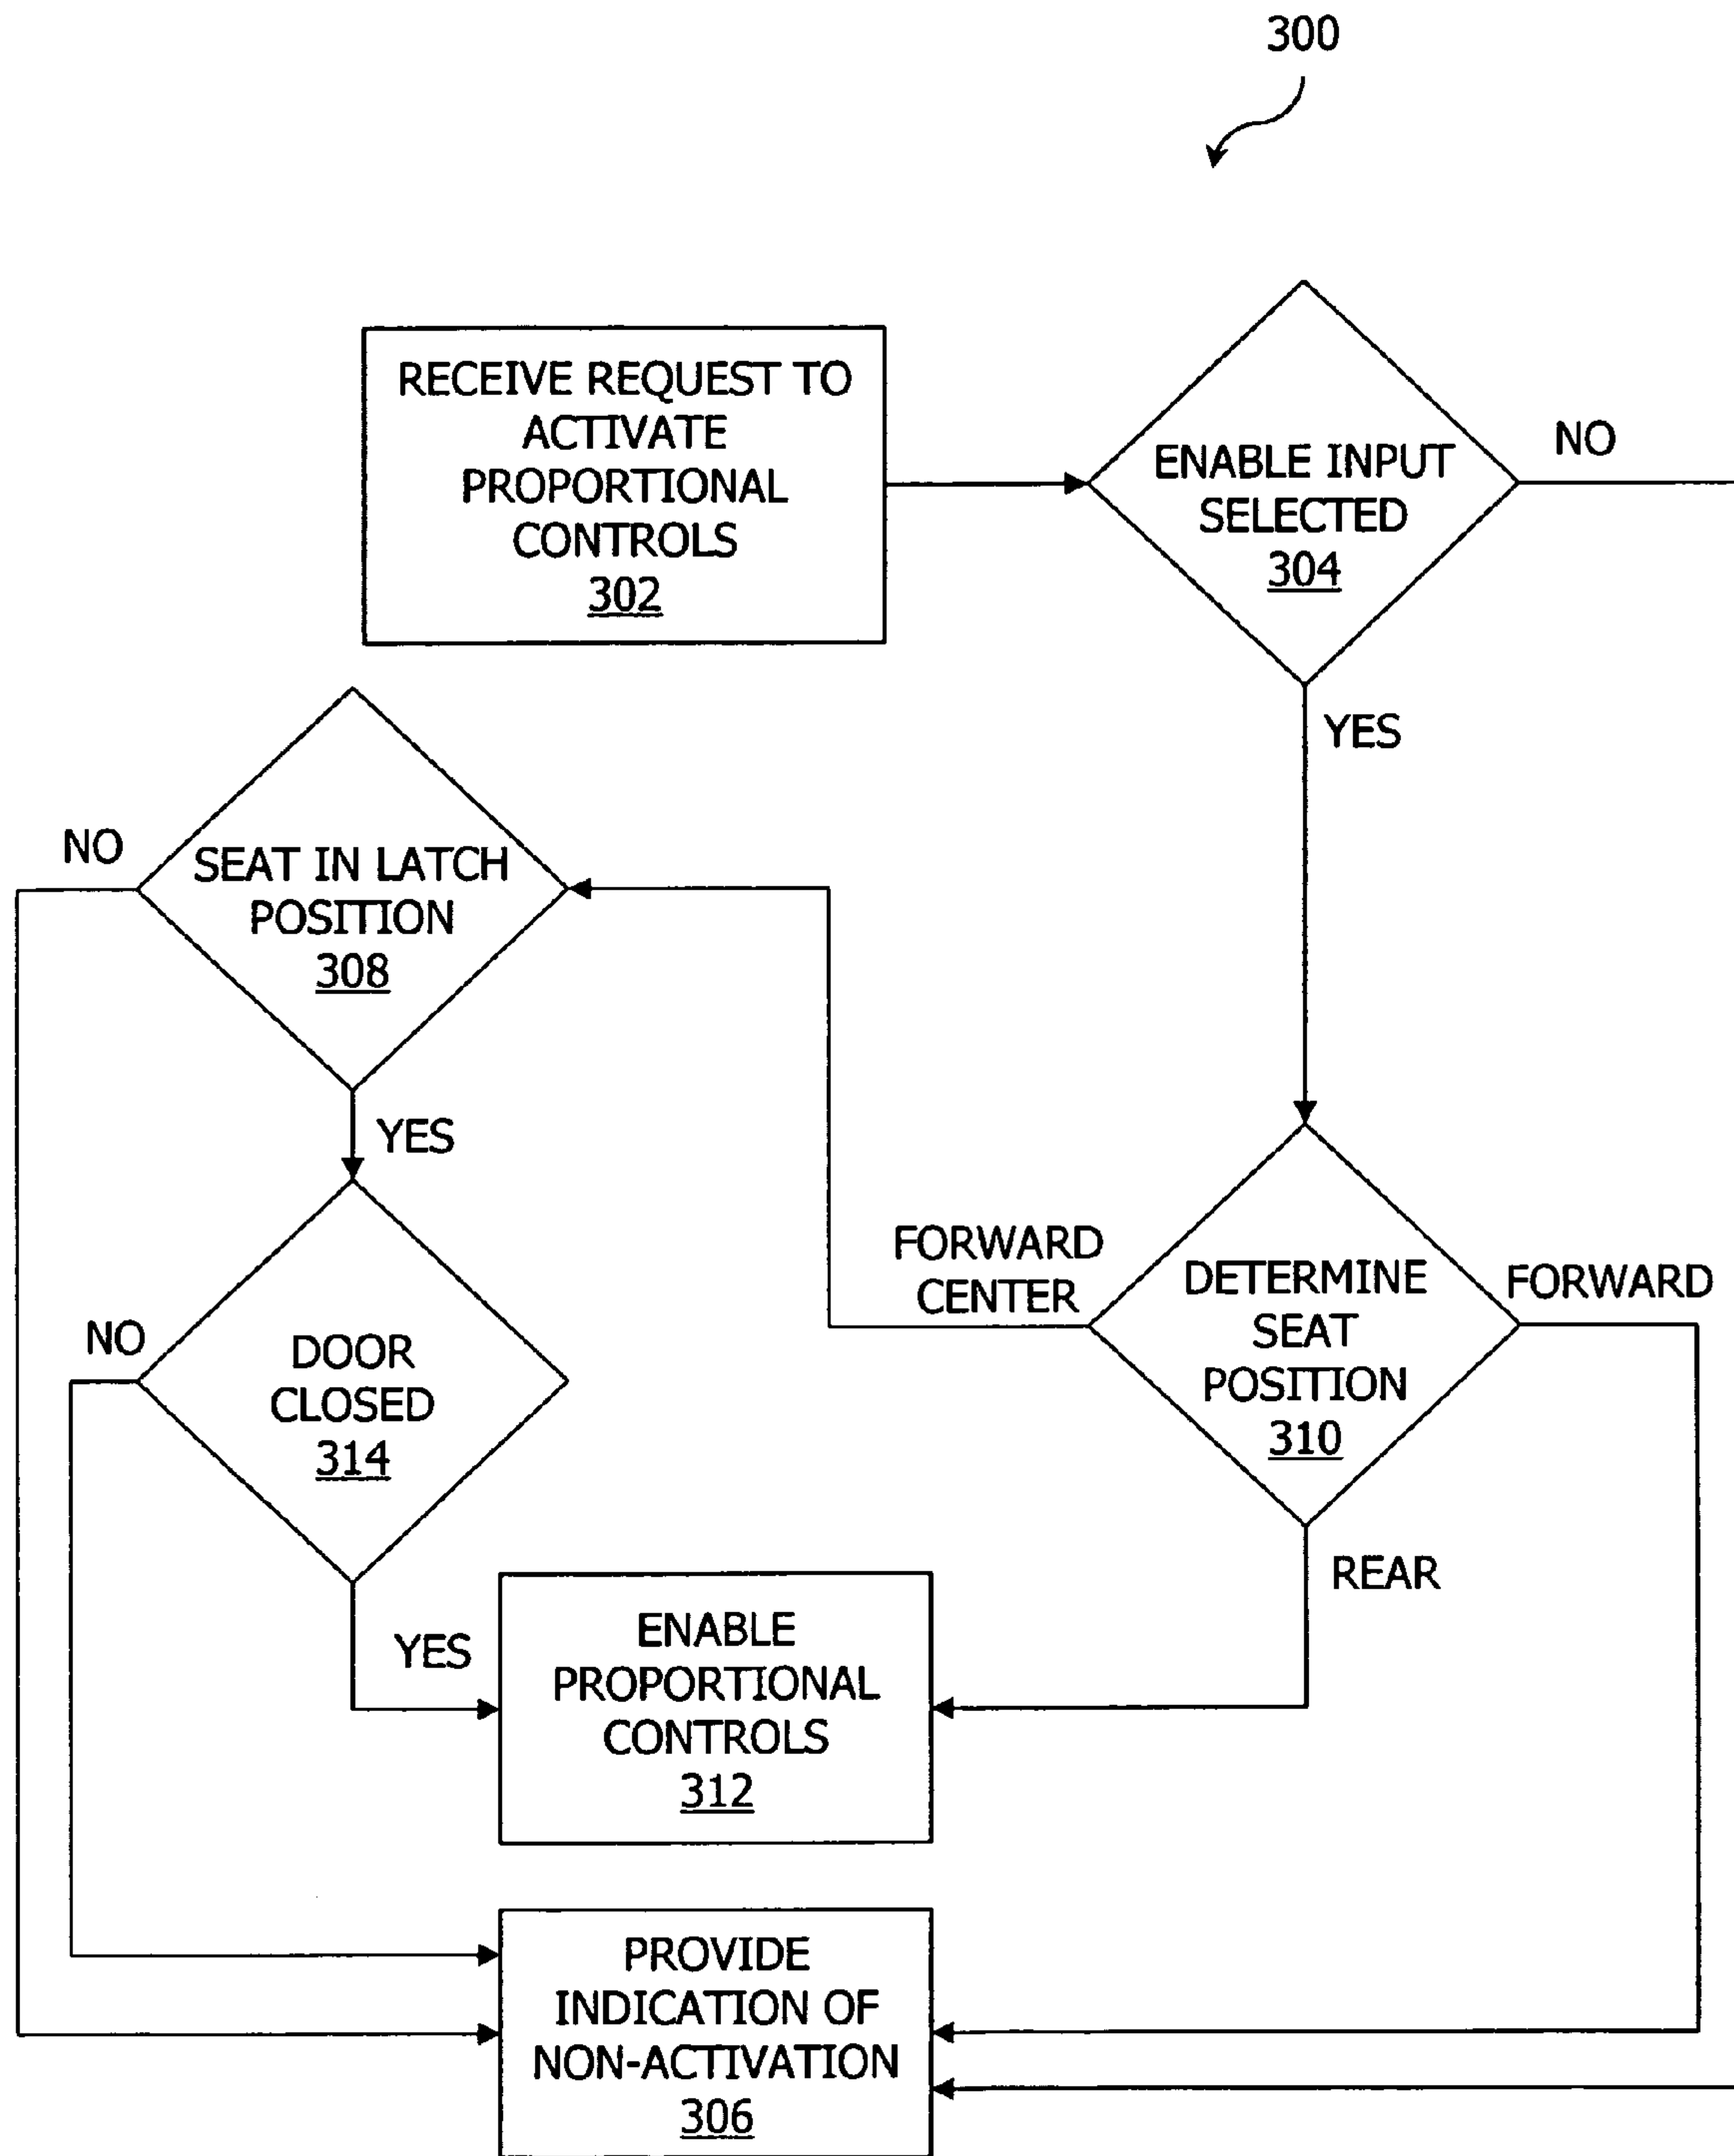 300
RECEIVE REQUEST TO
ACTIVATE
PROPORTIONAL
CONTROLS
302
ENABLE INPUT
SELECTED
304
NO
YES
SEAT IN LATCH
POSITION
308
NO
YES
DETERMINE
SEAT
POSITION
310
FORWARD
CENTER
FORWARD
REAR
DOOR
CLOSED
314
NO
YES
ENABLE
PROPORTIONAL
CONTROLS
312
PROVIDE
INDICATION OF
NON-ACTIVATION
306